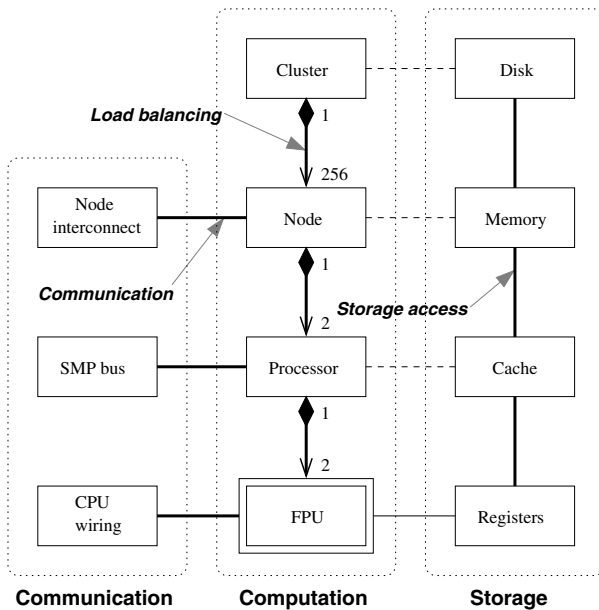 Cluster
Disk
Load balancing
1
256
Node
interconnect
Node
Memory
Communication
1
Storage access
2
SMP bus
Processor
Cache
1
2
CPU
wiring
FPU
Registers
Communication
Computation
Storage